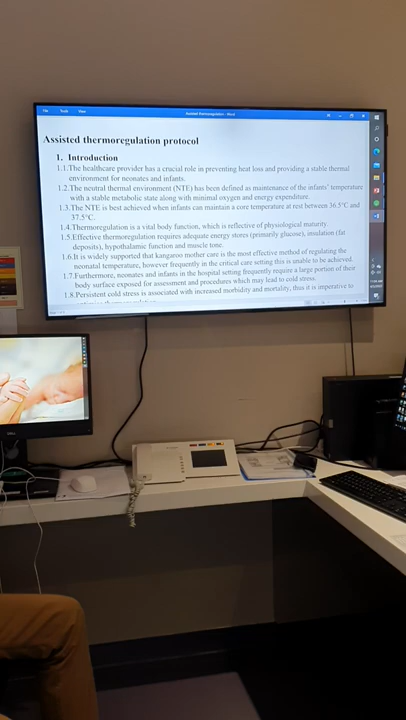 File Tools View
Assisted thermoregulation - Word
Assisted thermoregulation protocol
1. Introduction
1.1.The healthcare provider has a crucial role in preventing heat loss and providing a stable thermal
environment for neonates and infants.
1.2.The neutral thermal environment (NTE) has been defined as maintenance of the infants' temperature
with a stable metabolic state along with minimal oxygen and energy expenditure.
1.3.The NTE is best achieved when infants can maintain a core temperature at rest between 36.5°C and
37.5°C.
1.4.Thermoregulation is a vital body function, which is reflective of physiological maturity
1.5.Effective thermoregulation requires adequate energy stores (primarily glucose), insulation (fat
deposits), hypothalamic function and muscle tone.
1.6.It is widely supported that kangaroo mother care is the most effective method of regulating the
neonatal temperature, however frequently in the critical care setting this is unable to be achieved.
1.7.Furthermore, neonates and infants in the hospital setting frequently require a large portion of their
body surface exposed for assessment and procedures which may lead to cold stress.
1.8.Persistent cold stress is associated with increased morbidity and mortality, thus it is imperative to